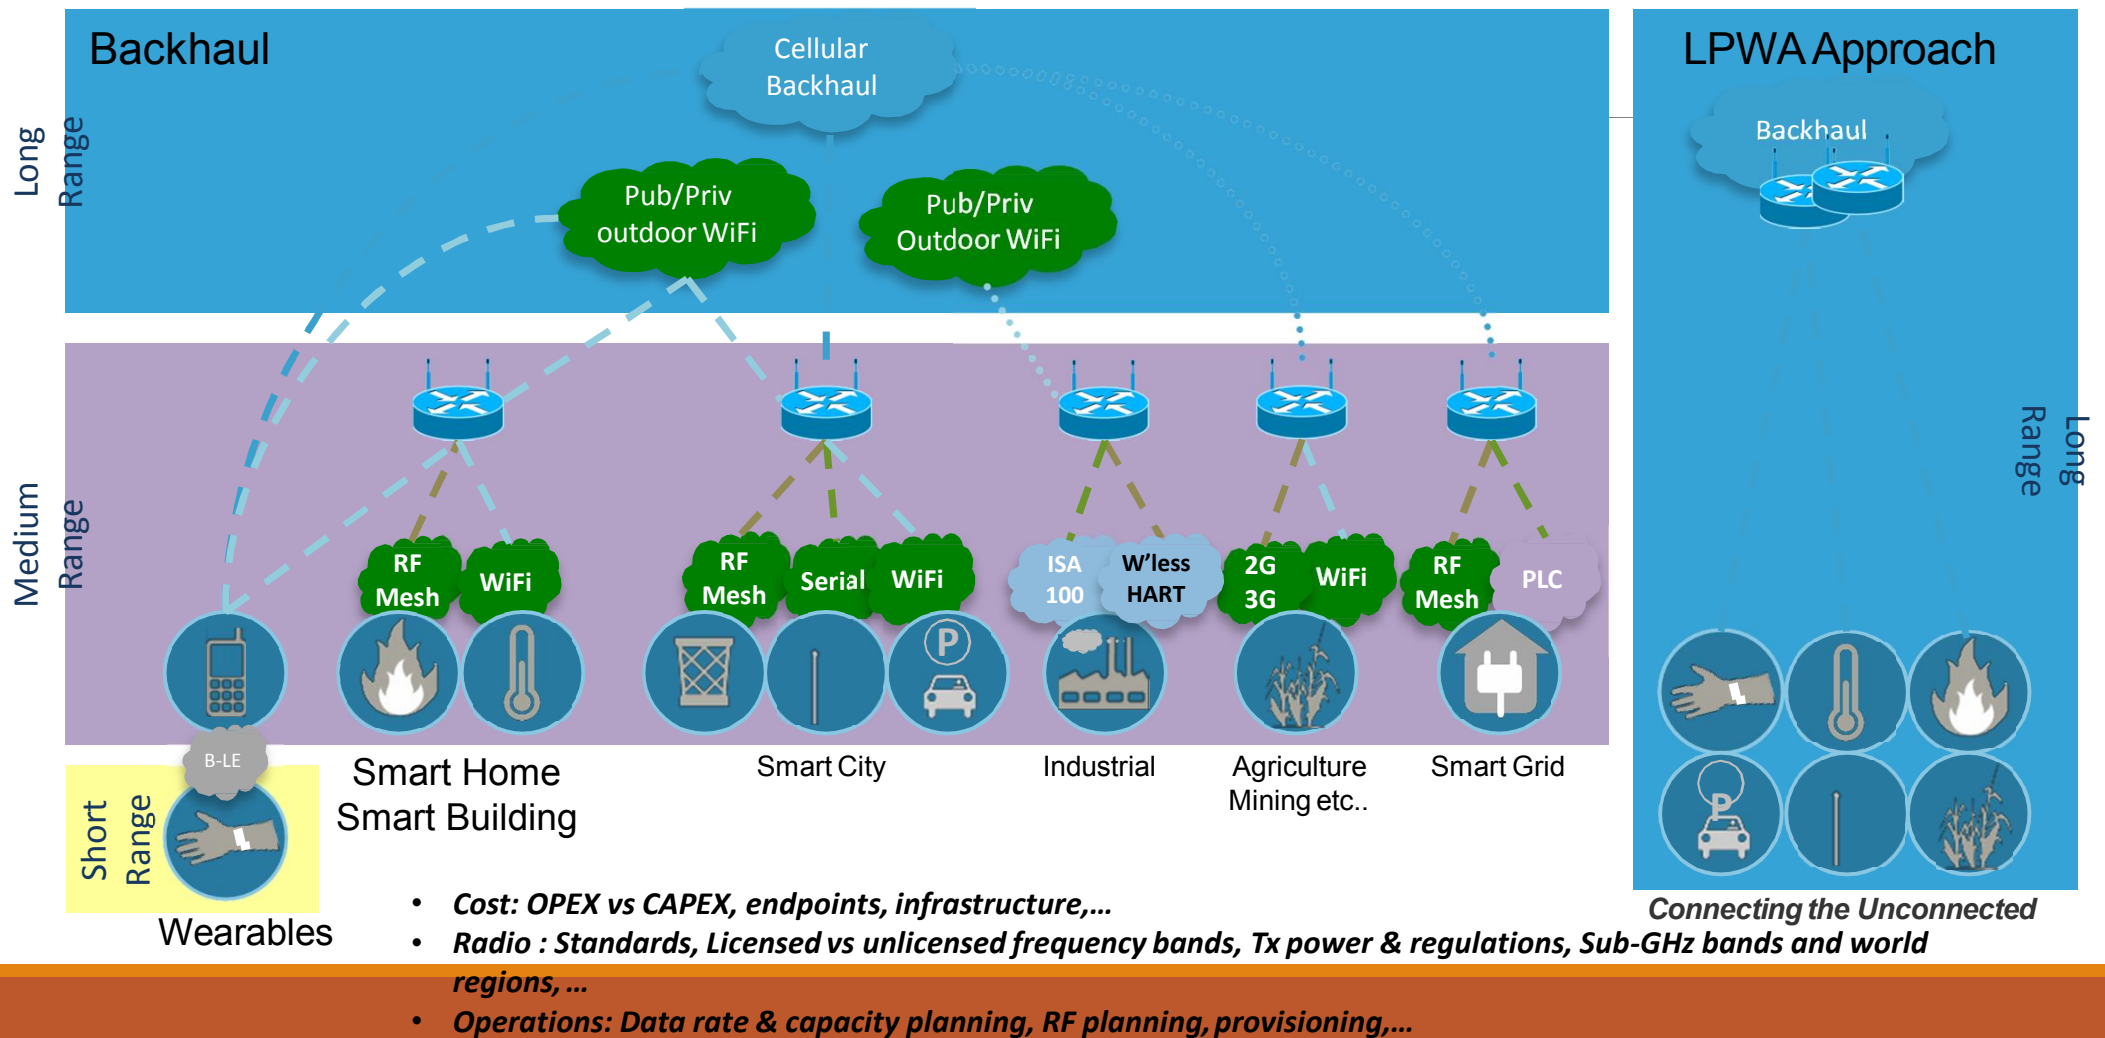 Backhaul
LPWA Approach
Cellular
Backhaul
Backhaul
Long
Range
Pub/Priv
outdoor WiFi
Pub/Priv
Outdoor WiFi
Long
Range
Medium
Range
RF
Mesh
WiFi
RF
Mesh
Serial
WiFi
ISA
100
W'less
HART
2G
3G
WiFi
RF
Mesh
PLC
P
B-LE
Smart Home
Smart Building
Smart City
Industrial
Agriculture
Mining etc..
Smart Grid
P
Short
Range
Wearables
Connecting the Unconnected
• Cost: OPEX vs CAPEX, endpoints, infrastructure,...
• Radio : Standards, Licensed vs unlicensed frequency bands, Tx power & regulations, Sub-GHz bands and world
regions, ...
• Operations: Data rate & capacity planning, RF planning, provisioning,...